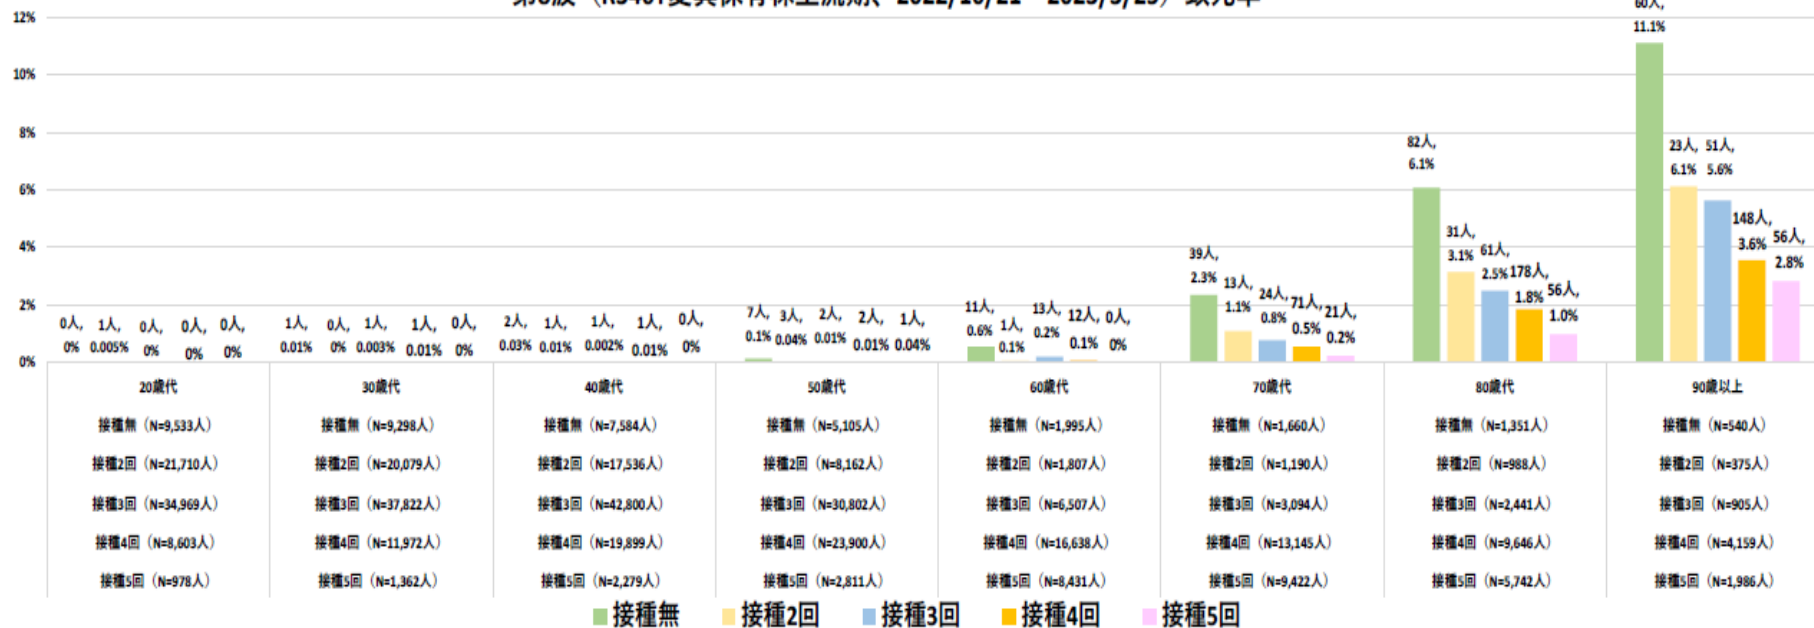 12%
10%
8%
6%
4%
2%
0%
0人, 0%
1人, 0.005%
0人, 0%
0人, 0%
0人, 0%
1人, 0.01%
0人, 0%
1人, 0.003%
1人, 0.01%
0人, 0%
2人, 0.03%
1人, 0.01%
1人, 0.002%
1人, 0.01%
0人, 0%
7人, 0.1%
3人, 0.04%
2人, 0.01%
2人, 0.01%
1人, 0.04%
11人, 0.6%
1人, 0.1%
13人, 0.2%
12人, 0.1%
0人, 0%
39人, 2.3%
13人, 1.1%
24人, 0.8%
71人, 0.5%
21人, 0.2%
82人, 6.1%
31人, 3.1%
61人, 2.5%
178人, 1.8%
56人, 1.0%
60人, 11.1%
23人, 6.1%
51人, 5.6%
148人, 3.6%
56人, 2.8%
20歳代
接種無（N=9,533人）
接種2回（N=21,710人）
接種3回（N=34,969人）
接種4回（N=8,603人）
接種5回（N=978人）
30歳代
接種無（N=9,298人）
接種2回（N=20,079人）
接種3回（N=37,822人）
接種4回（N=11,972人）
接種5回（N=1,362人）
40歳代
接種無（N=7,584人）
接種2回（N=17,536人）
接種3回（N=42,800人）
接種4回（N=19,899人）
接種5回（N=2,279人）
50歳代
接種無（N=5,105人）
接種2回（N=8,162人）
接種3回（N=30,802人）
接種4回（N=23,900人）
接種5回（N=2,811人）
60歳代
接種無（N=1,995人）
接種2回（N=1,807人）
接種3回（N=6,507人）
接種4回（N=16,638人）
接種5回（N=8,431人）
70歳代
接種無（N=1,660人）
接種2回（N=1,190人）
接種3回（N=3,094人）
接種4回（N=13,145人）
接種5回（N=9,422人）
80歳代
接種無（N=1,351人）
接種2回（N=988人）
接種3回（N=2,441人）
接種4回（N=9,646人）
接種5回（N=5,742人）
90歳以上
接種無（N=540人）
接種2回（N=375人）
接種3回（N=905人）
接種4回（N=4,159人）
接種5回（N=1,986人）
接種無 接種2回 接種3回 接種4回 接種5回